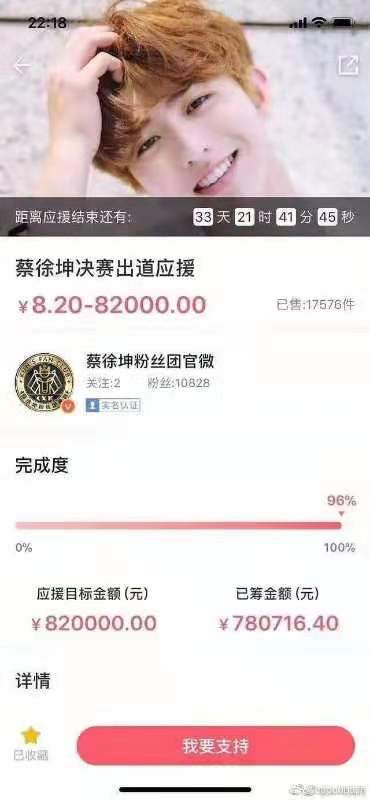 22:18
距离应援结束还有: 33 天 21 时 41 分 45 秒
蔡徐坤决赛出道应援
¥8.20-82000.00 已售:17576件
蔡徐坤粉丝团官微
关注:2 粉丝:10828
实名认证
完成度
96%
0% 100%
应援目标金额(元) 已筹金额(元)
¥820000.00 ¥780716.40
详情
已收藏
我要支持